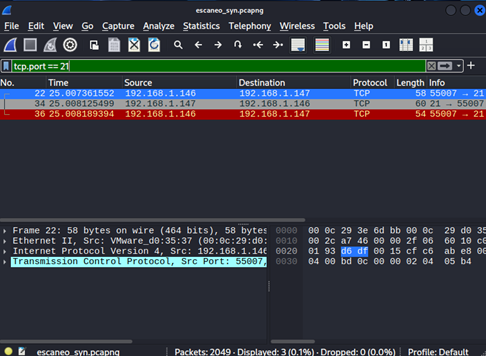 escaneo_syn.pcapng
File Edit View Go Capture Analyze Statistics Telephony Wireless Tools Help
tcp.port == 21
No. Time Source Destination Protocol Length Info
22 25.007361552 192.168.1.146 192.168.1.147 TCP 58 55007 → 21
34 25.008125499 192.168.1.147 192.168.1.146 TCP 60 21 → 55007
36 25.008189394 192.168.1.146 192.168.1.147 TCP 54 55007 → 21
Frame 22: 58 bytes on wire (464 bits), 58 bytes
Ethernet II, Src: VMware_d0:35:37 (00:0c:29:d0:
Internet Protocol Version 4, Src: 192.168.1.146
Transmission Control Protocol, Src Port: 55007,
0000 00 0c 29 3e 6d bb 00 0c 29 d0 35
0010 00 2c a7 46 00 00 2f 06 60 10 c0
0020 01 93 d6 df 00 15 cf c6 ab e8 00
0030 04 00 bd 0c 00 00 02 04 05 b4
escaneo_syn.pcapng Packets: 2049 · Displayed: 3 (0.1%) · Dropped: 0 (0.0%) Profile: Default